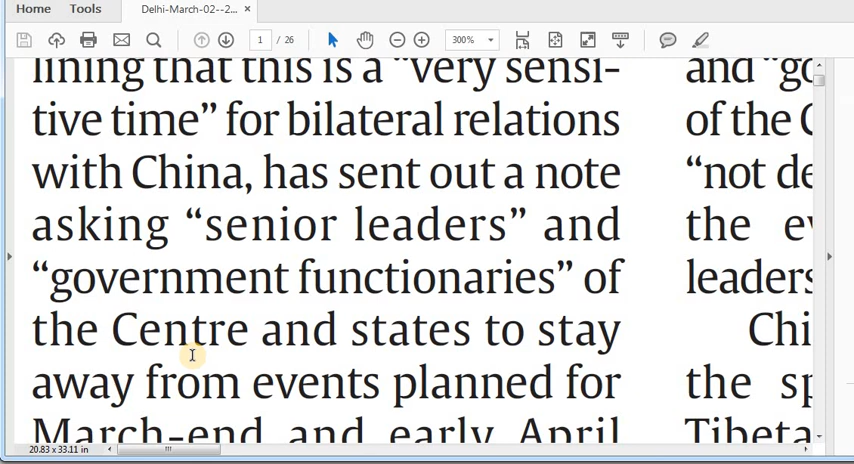 Home Tools Delhi-March-02--2... ×
1 / 26 300%
lining that this is a “very sensi-
tive time” for bilateral relations
with China, has sent out a note
asking “senior leaders” and
“government functionaries” of
the Centre and states to stay
away from events planned for
March-end and early April
and “go
of the C
“not de
the ev
leaders
Chi
the sp
Tibeta
20.83 x 33.11 in